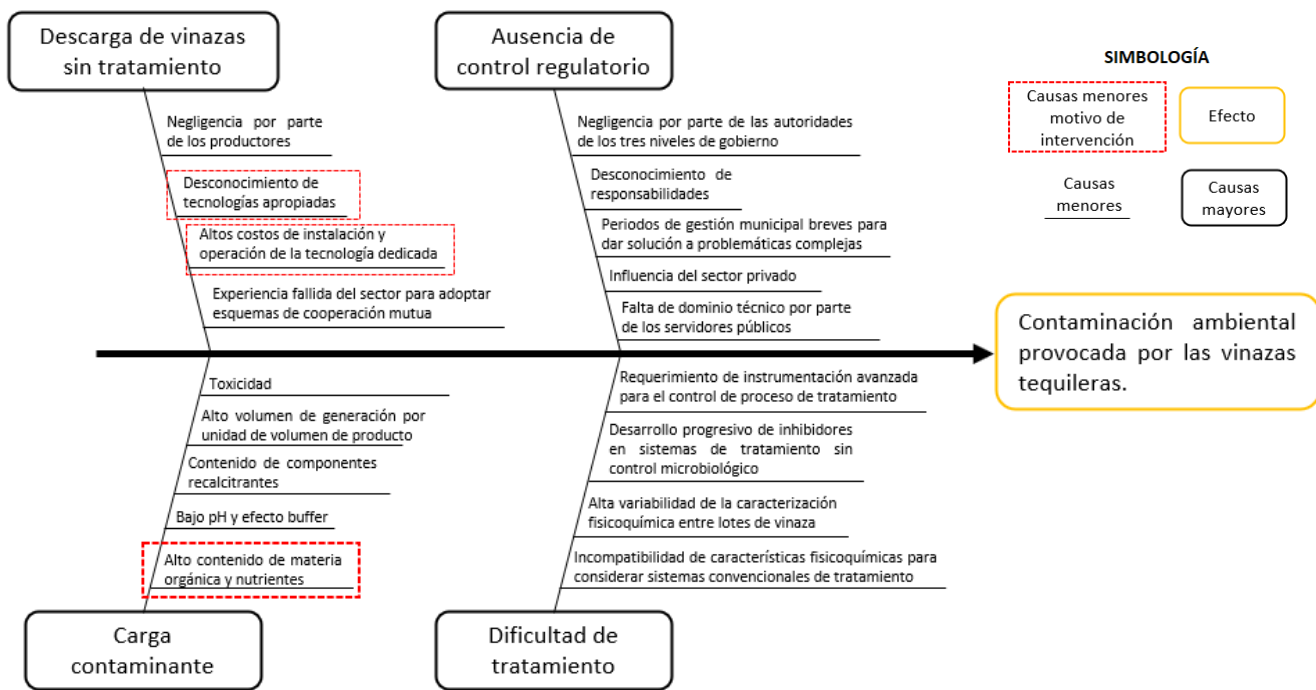 Descarga de vinazas
sin tratamiento
Negligencia por parte
de los productores
Desconocimiento de
tecnologías apropiadas
Altos costos de instalación y
operación de la tecnología dedicada
Experiencia fallida del sector para adoptar
esquemas de cooperación mutua
Ausencia de
control regulatorio
Negligencia por parte de las autoridades
de los tres niveles de gobierno
Desconocimiento de
responsabilidades
Periodos de gestión municipal breves para
dar solución a problemáticas complejas
Influencia del sector privado
Falta de dominio técnico por parte
de los servidores públicos
SIMBOLOGÍA
Causas menores
motivo de
intervención
Efecto
Causas
menores
Causas
mayores
Contaminación ambiental
provocada por las vinazas
tequileras.
Toxicidad
Alto volumen de generación por
unidad de volumen de producto
Contenido de componentes
recalcitrantes
Bajo pH y efecto buffer
Alto contenido de materia
orgánica y nutrientes
Carga
contaminante
Requerimiento de instrumentación avanzada
para el control de proceso de tratamiento
Desarrollo progresivo de inhibidores
en sistemas de tratamiento sin
control microbiológico
Alta variabilidad de la caracterización
fisicoquímica entre lotes de vinaza
Incompatibilidad de características fisicoquímicas para
considerar sistemas convencionales de tratamiento
Dificultad de
tratamiento